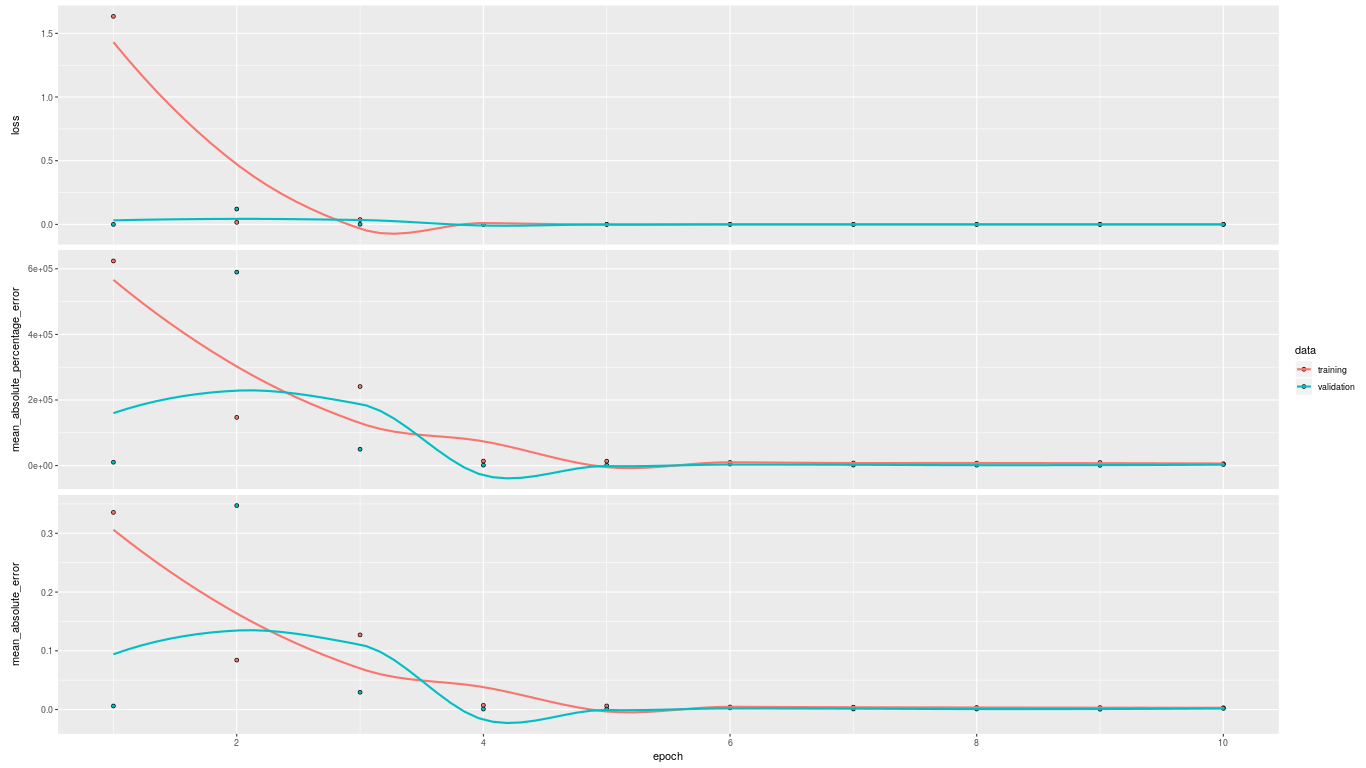 loss
1.5
1.0
0.5
0.0
mean_absolute_percentage_error
6e+05
4e+05
2e+05
0e+00
mean_absolute_error
0.3
0.2
0.1
0.0
2
4
6
8
10
epoch
data
training
validation